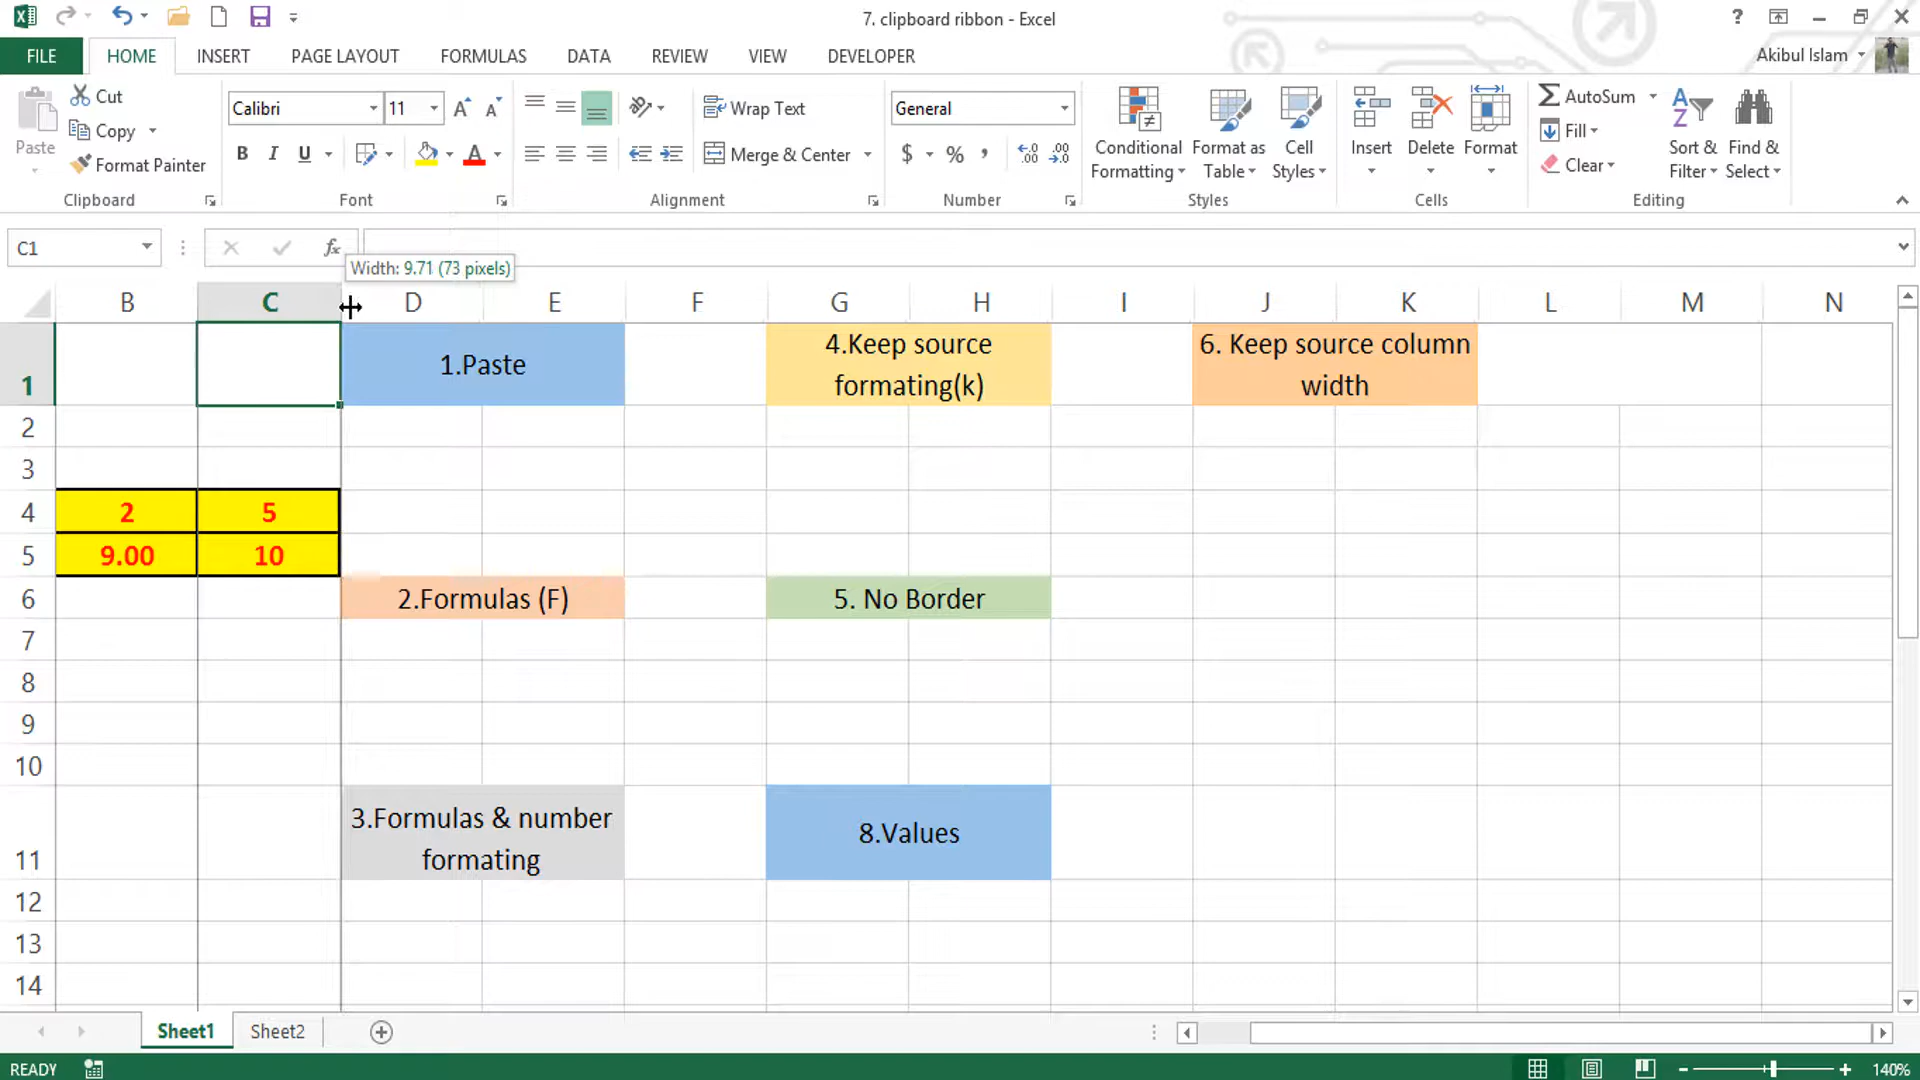 7. clipboard ribbon - Excel
?
FILE
HOME
INSERT
PAGE LAYOUT
FORMULAS
DATA
REVIEW
VIEW
DEVELOPER
Akibul Islam
Paste
Cut
Copy
Format Painter
Clipboard
Calibri
11
B I U
Font
Wrap Text
Merge & Center
Alignment
General
$ % ,
Number
Conditional Formatting
Format as Table
Cell Styles
Styles
Insert
Delete
Format
Cells
AutoSum
Fill
Clear
Sort & Filter
Find & Select
Editing
C1
fx
Width: 9.71 (73 pixels)
B C D E F G H I J K L M N
1
1.Paste
4.Keep source
formating(k)
6. Keep source column
width
2
3
4 2 5
5 9.00 10
6 2.Formulas (F) 5. No Border
7
8
9
10
11
3.Formulas & number
formating
8.Values
12
13
14
Sheet1
Sheet2
READY
140%